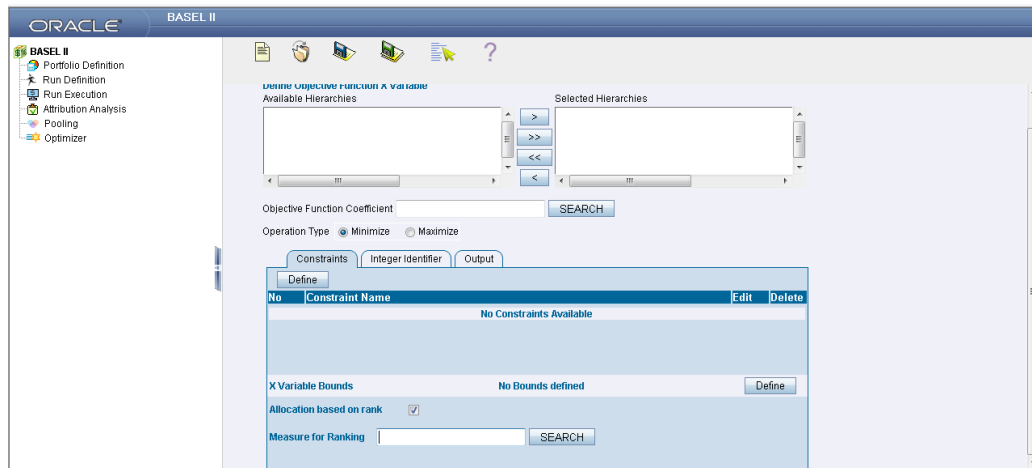 ORACLE BASEL II
BASEL II
Portfolio Definition
Run Definition
Run Execution
Attribution Analysis
Pooling
Optimizer
?
Define Objective Function X Variable
Available Hierarchies Selected Hierarchies
>
>>
<<
<
Objective Function Coefficient SEARCH
Operation Type Minimize Maximize
Constraints Integer Identifier Output
Define
No Constraint Name Edit Delete
No Constraints Available
X Variable Bounds No Bounds defined Define
Allocation based on rank
Measure for Ranking SEARCH